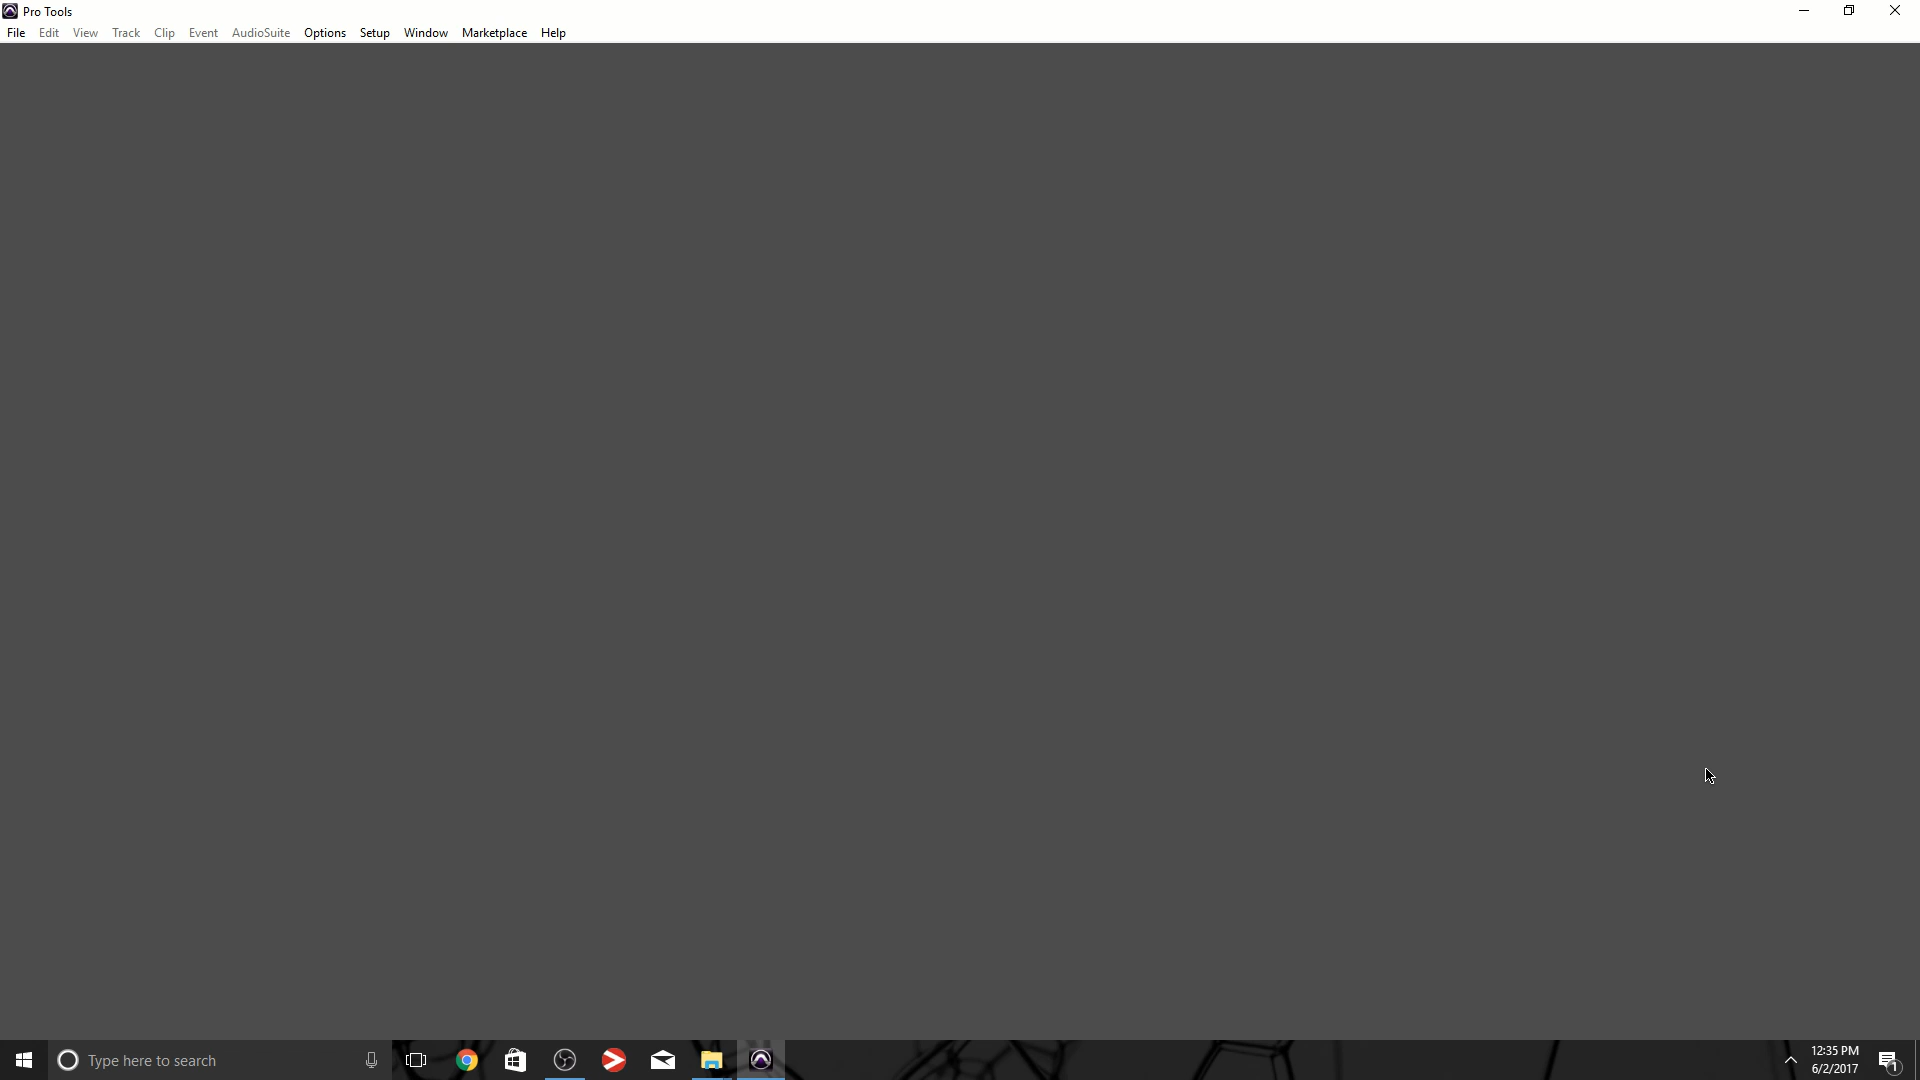 Pro Tools
File Edit View Track Clip Event AudioSuite Options Setup Window Marketplace Help
Type here to search
12:35 PM
6/2/2017
1